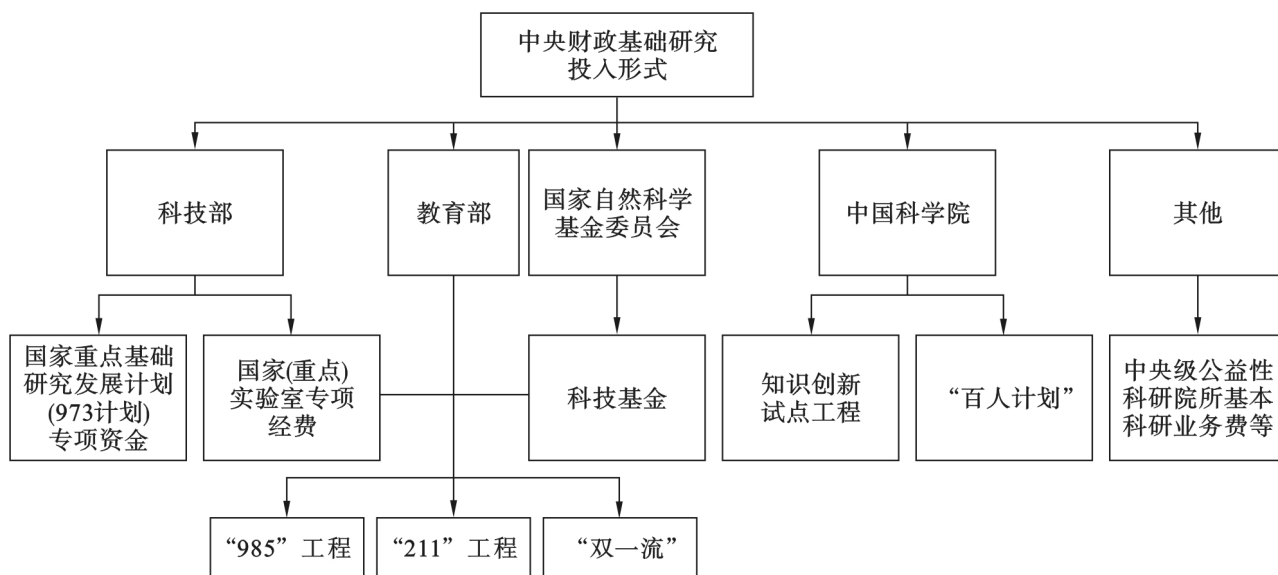 中央财政基础研究
投入形式
科技部
教育部
国家自然科学
基金委员会
中国科学院
其他
国家重点基础
研究发展计划
(973计划)
专项资金
国家(重点)
实验室专项
经费
科技基金
知识创新
试点工程
“百人计划”
中央级公益性
科研院所基本
科研业务费等
“985”工程
“211”工程
“双一流”